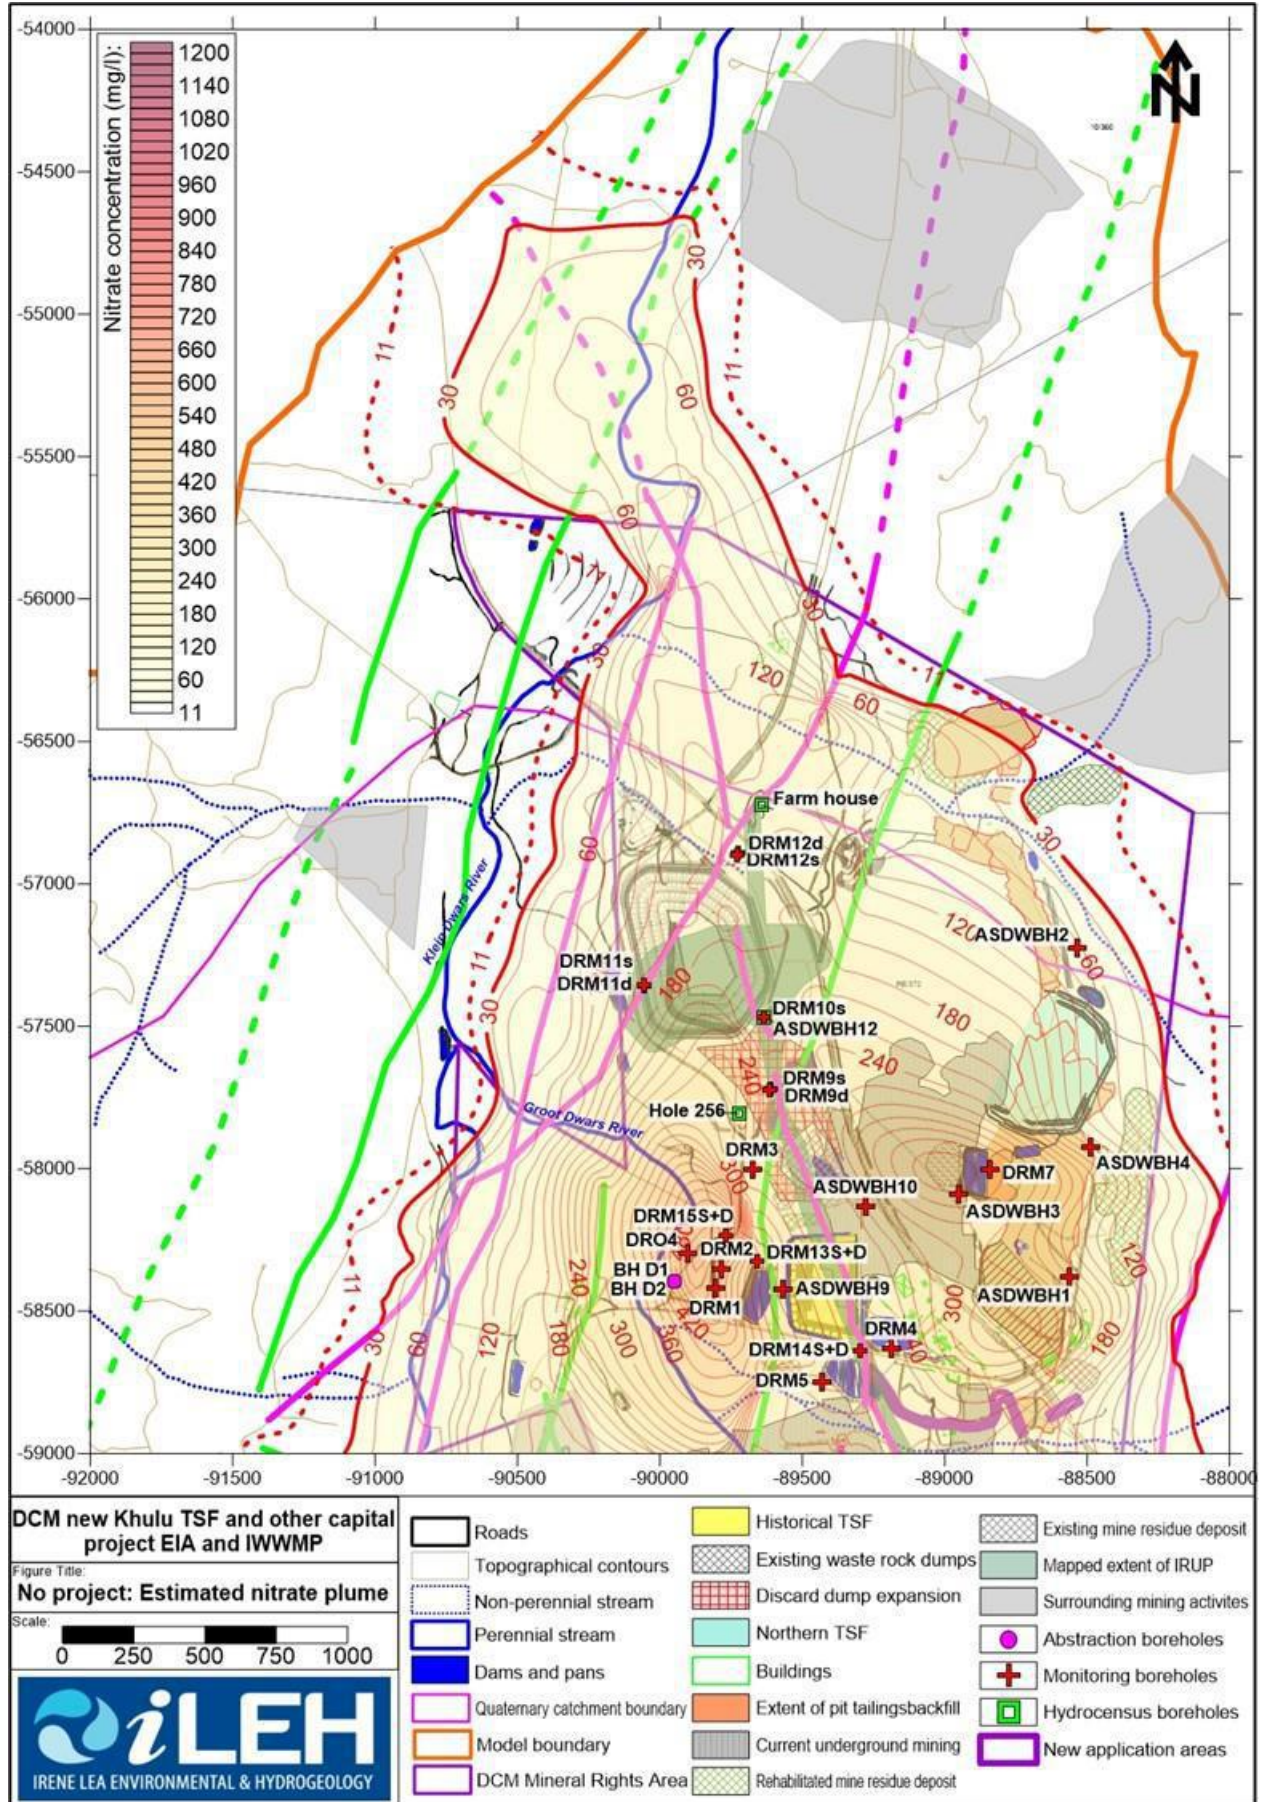 -54000
-54500
-55000
-55500
-56000
-56500
-57000
-57500
-58000
-58500
-59000
-92000
-91500
-91000
-90500
-90000
-89500
-89000
-88500
-88000
Nitrate concentration (mg/l):
1200
1140
1080
1020
960
900
840
780
720
660
600
540
480
420
360
300
240
180
120
60
11
N
11
30
30
11
11
60
60
11
30
30
120
11
60
Farm house
DRM12d
DRM12s
60
30
120
ASDWBH2
60
Klein Dwars River
11
30
DRM11s
DRM11d
180
DRM10s
ASDWBH12
180
240
240
DRM9s
DRM9d
Hole 256
Groot Dwars River
DRM3
300
ASDWBH10
DRM7
ASDWBH4
ASDWBH3
DRM15S+D
DRO4
DRM2
DRM13S+D
BH D1
BH D2
DRM1
ASDWBH9
ASDWBH1
120
11
240
300
420
DRM4
30
60
120
180
300
360
DRM14S+D
180
DRM5
DCM new Khulu TSF and other capital
project EIA and IWWMP
Figure Title:
No project: Estimated nitrate plume
Scale:
0 250 500 750 1000
iLEH
IRENE LEA ENVIRONMENTAL & HYDROGEOLOGY
Roads
Topographical contours
Non-perennial stream
Perennial stream
Dams and pans
Quaternary catchment boundary
Model boundary
DCM Mineral Rights Area
Historical TSF
Existing waste rock dumps
Discard dump expansion
Northern TSF
Buildings
Extent of pit tailingsbackfill
Current underground mining
Rehabilitated mine residue deposit
Existing mine residue deposit
Mapped extent of IRUP
Surrounding mining activites
Abstraction boreholes
Monitoring boreholes
Hydrocensus boreholes
New application areas